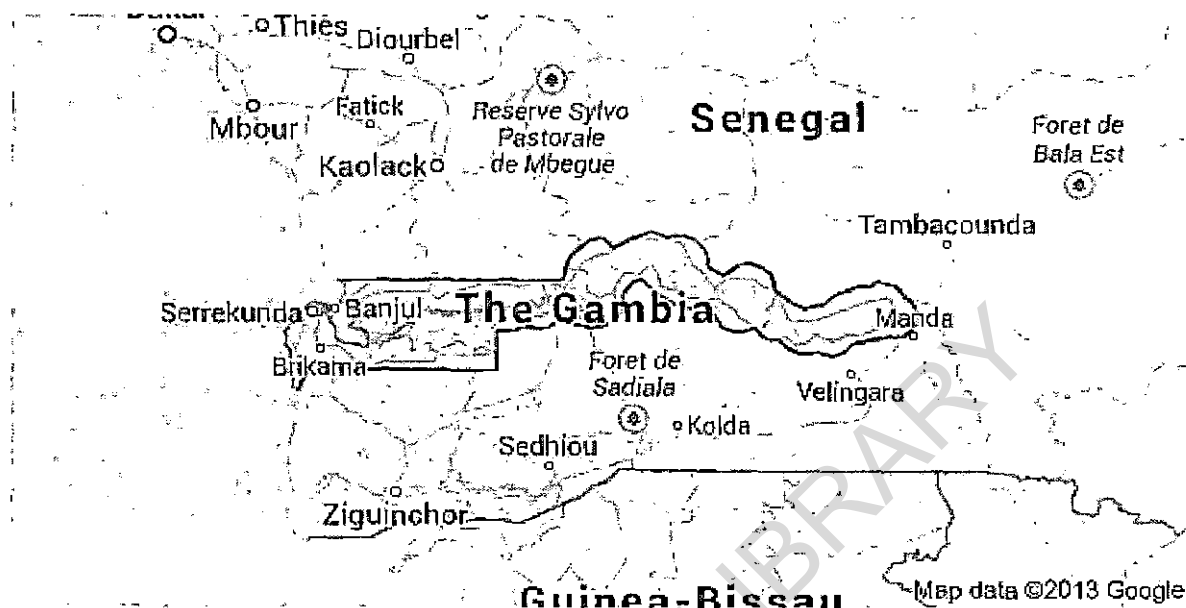 Thies
Diourbel
Mbour
Fatick
Kaolack
Reserve Sylvo
Pastorale
de Mbegue
Senegal
Foret de
Bala Est
Tambacounda
Serrekunda
Banjul
The Gambia
Manda
Brikama
Foret de
Sadiala
Velingara
Kolda
Sedhiou
Ziguinchor
Guinea-Bissau
Map data ©2013 Google
IBRARY